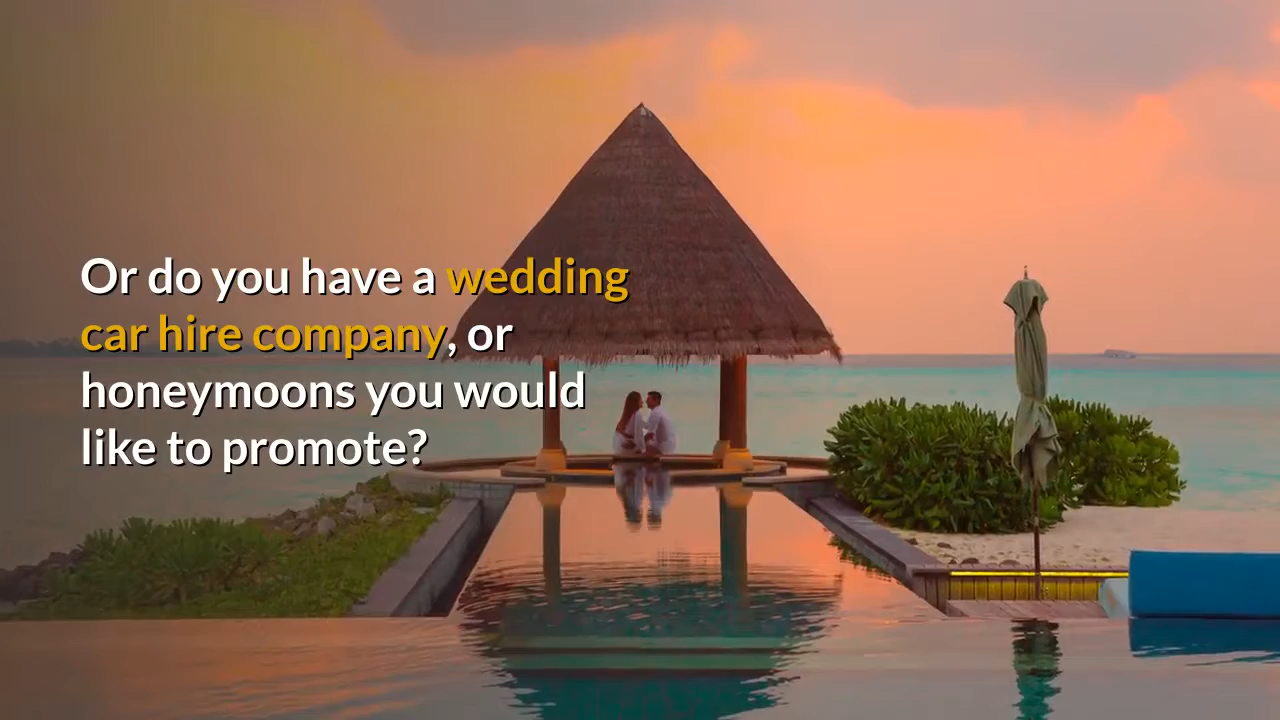 Or do you have a wedding
car hire company, or
honeymoons you would
like to promote?